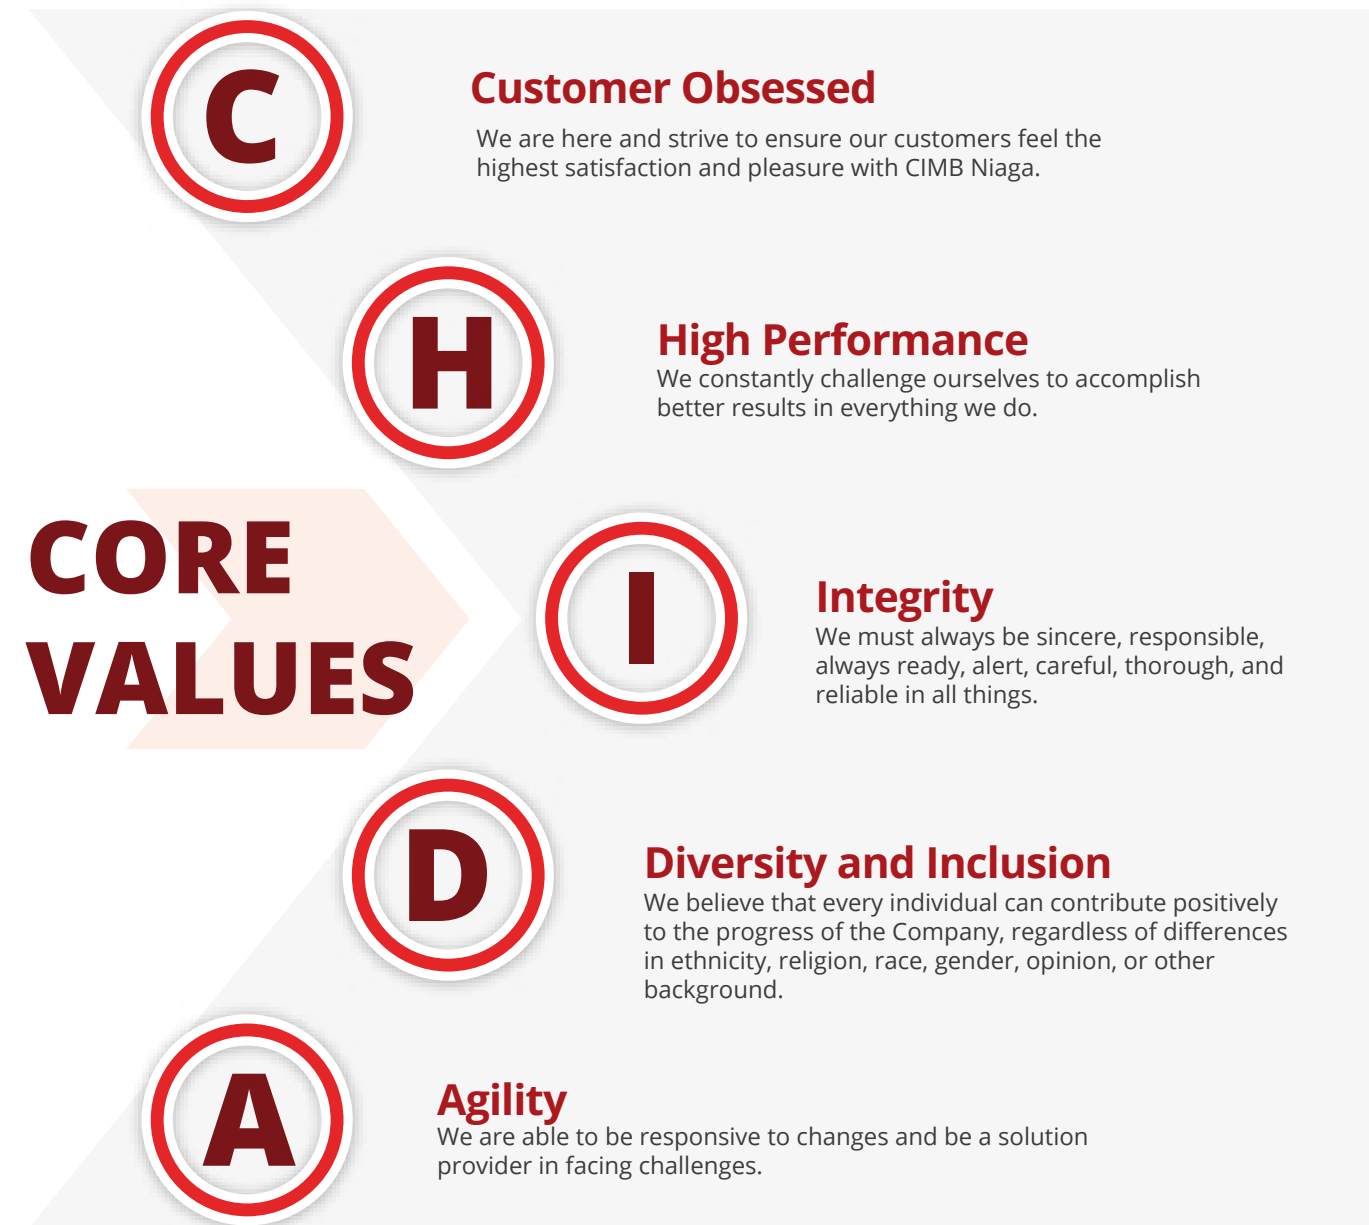 C
Customer Obsessed
We are here and strive to ensure our customers feel the
highest satisfaction and pleasure with CIMB Niaga.
H
High Performance
We constantly challenge ourselves to accomplish
better results in everything we do.
CORE
VALUES
I
Integrity
We must always be sincere, responsible,
always ready, alert, careful, thorough, and
reliable in all things.
D
Diversity and Inclusion
We believe that every individual can contribute positively
to the progress of the Company, regardless of differences
in ethnicity, religion, race, gender, opinion, or other
background.
A
Agility
We are able to be responsive to changes and be a solution
provider in facing challenges.